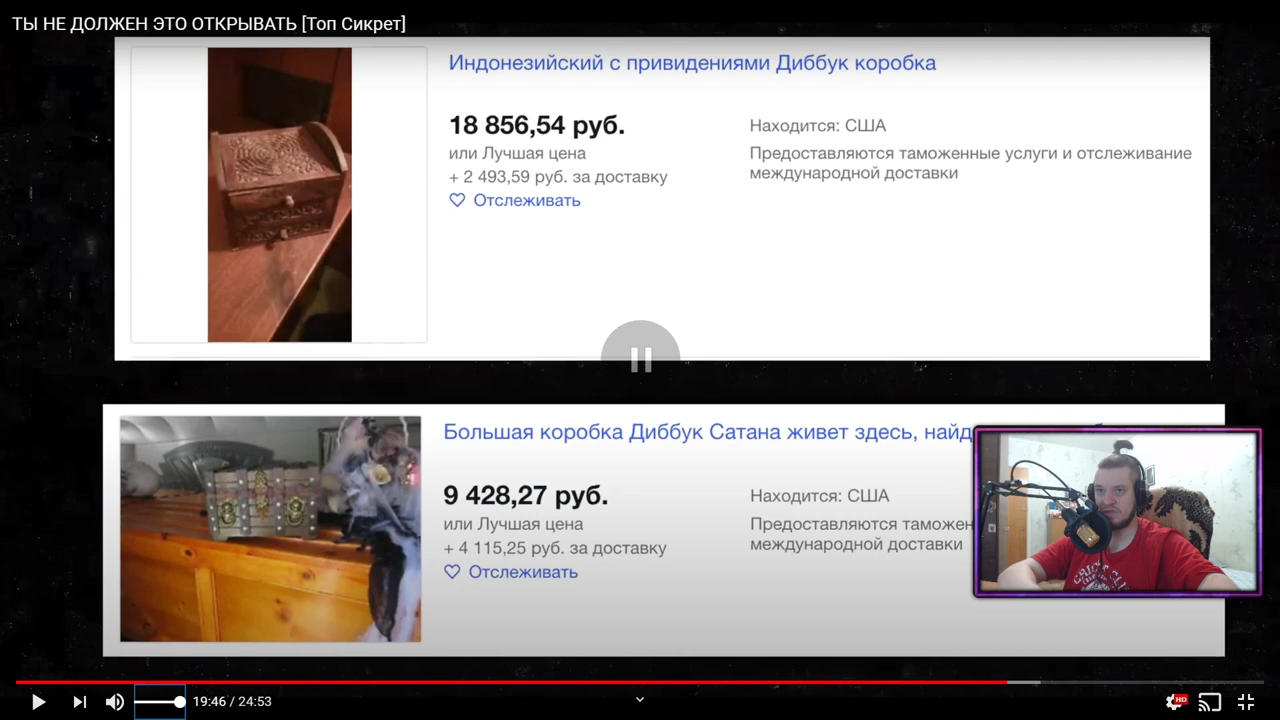 ТЫ НЕ ДОЛЖЕН ЭТО ОТКРЫВАТЬ [Топ Сикрет]
Индонезийский с привидениями Диббук коробка
18 856,54 руб.
или Лучшая цена
+ 2 493,59 руб. за доставку
Отслеживать
Находится: США
Предоставляются таможенные услуги и отслеживание
международной доставки
Большая коробка Диббук Сатана живет здесь,
9 428,27 руб.
или Лучшая цена
+ 4 115,25 руб. за доставку
Отслеживать
Находится: США
Предоставляются
международной доставки
19:46 / 24:53
HD